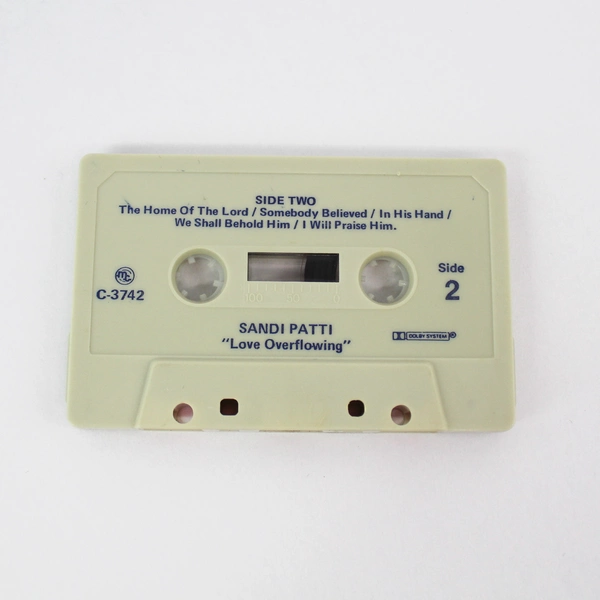 SIDE TWO
The Home Of The Lord / Somebody Believed / In His Hand /
We Shall Behold Him / I Will Praise Him.
mc
C-3742
Side
2
SANDI PATTI
"Love Overflowing"
DOLBY SYSTEM ®